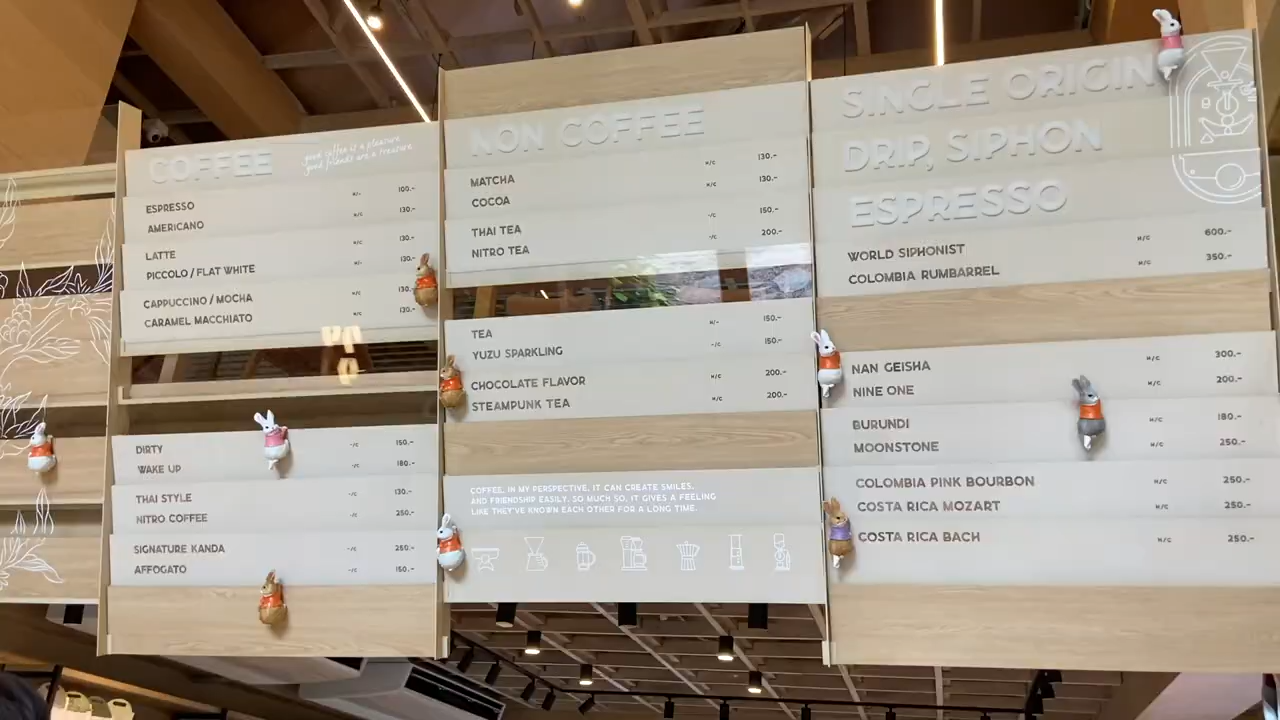 COFFEE
good coffee is a pleasure
good friends are a treasure
ESPRESSO H/- 100.-
AMERICANO H/C 130.-
LATTE H/C 130.-
PICCOLO / FLAT WHITE H/- 130.-
CAPPUCCINO / MOCHA H/C 130.-
CARAMEL MACCHIATO H/C 130.-
DIRTY -/C 150.-
WAKE UP -/C 180.-
THAI STYLE -/C 130.-
NITRO COFFEE -/C 250.-
SIGNATURE KANDA -/C 250.-
AFFOGATO -/C 150.-
NON COFFEE
MATCHA H/C 130.-
COCOA H/C 130.-
THAI TEA -/C 150.-
NITRO TEA -/C 200.-
TEA H/- 150.-
YUZU SPARKLING -/C 150.-
CHOCOLATE FLAVOR H/C 200.-
STEAMPUNK TEA H/C 200.-
COFFEE, IN MY PERSPECTIVE, IT CAN CREATE SMILES,
AND FRIENDSHIP EASILY. SO MUCH SO, IT GIVES A FEELING
LIKE THEY'VE KNOWN EACH OTHER FOR A LONG TIME.
SINGLE ORIGIN
DRIP, SIPHON
ESPRESSO
WORLD SIPHONIST H/C 600.-
COLOMBIA RUMBARREL H/C 350.-
NAN GEISHA H/C 300.-
NINE ONE H/C 200.-
BURUNDI H/C 180.-
MOONSTONE H/C 250.-
COLOMBIA PINK BOURBON H/C 250.-
COSTA RICA MOZART H/C 250.-
COSTA RICA BACH H/C 250.-